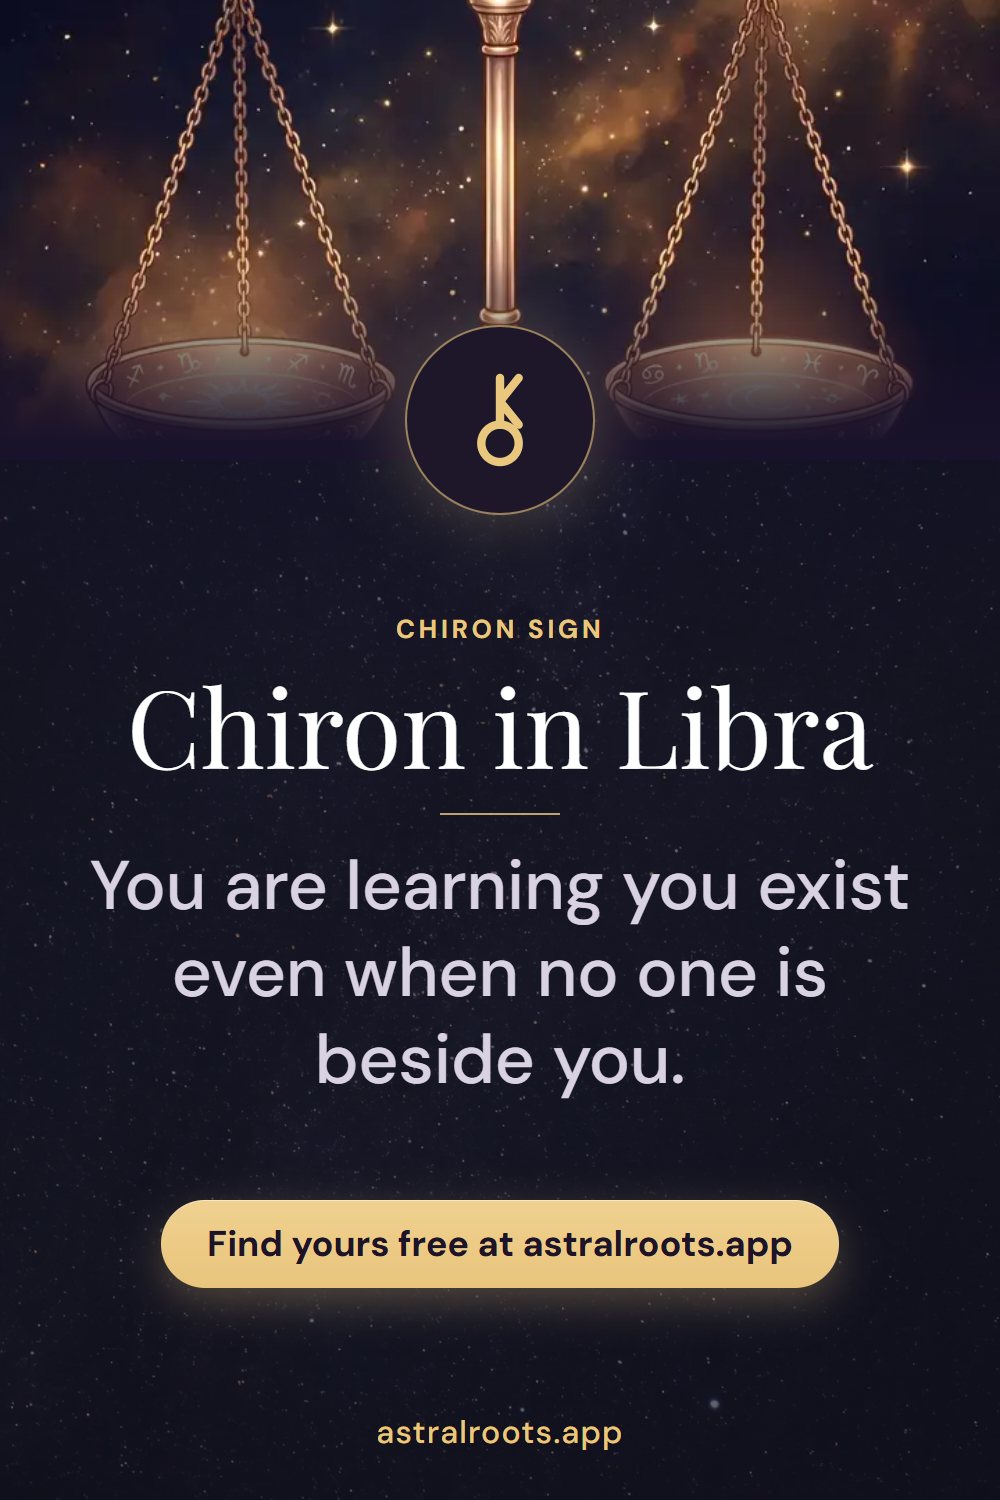 CHIRON SIGN
Chiron in Libra
You are learning you exist
even when no one is
beside you.
Find yours free at astralroots.app
astralroots.app